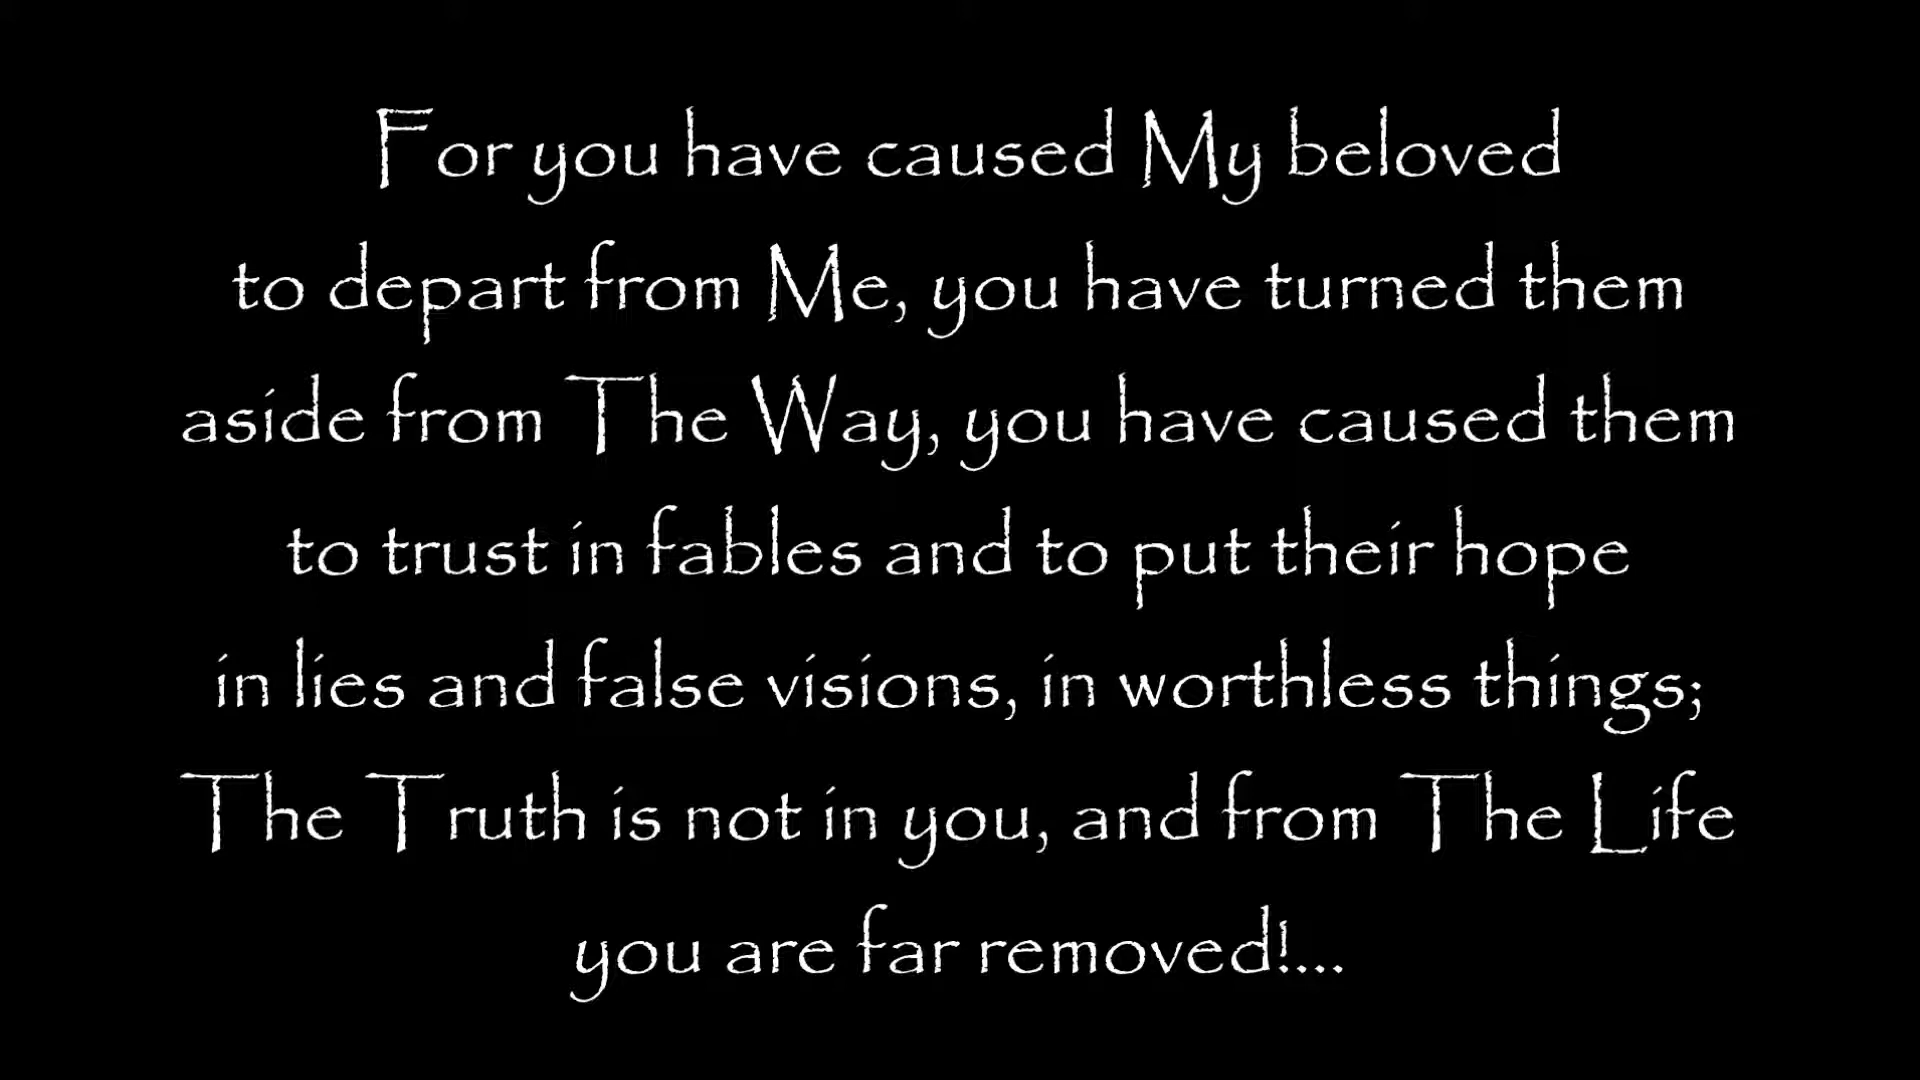 For you have caused My beloved
to depart from Me, you have turned them
aside from The Way, you have caused them
to trust in fables and to put their hope
in lies and false visions, in worthless things;
The Truth is not in you, and from The Life
you are far removed!....